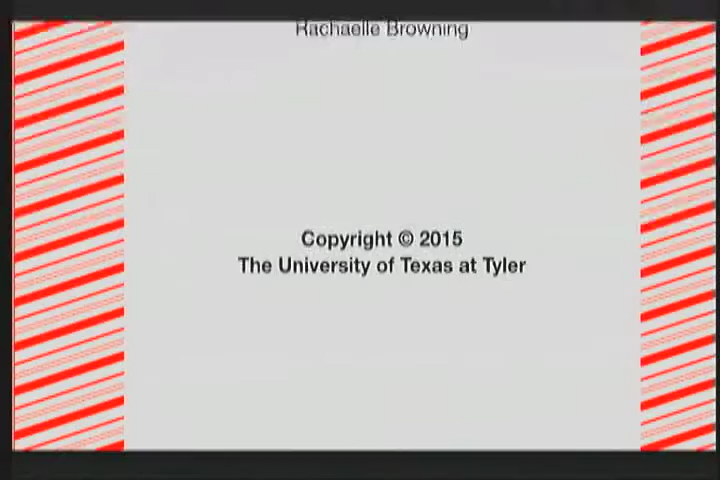 Rachaelle Browning
Copyright © 2015
The University of Texas at Tyler